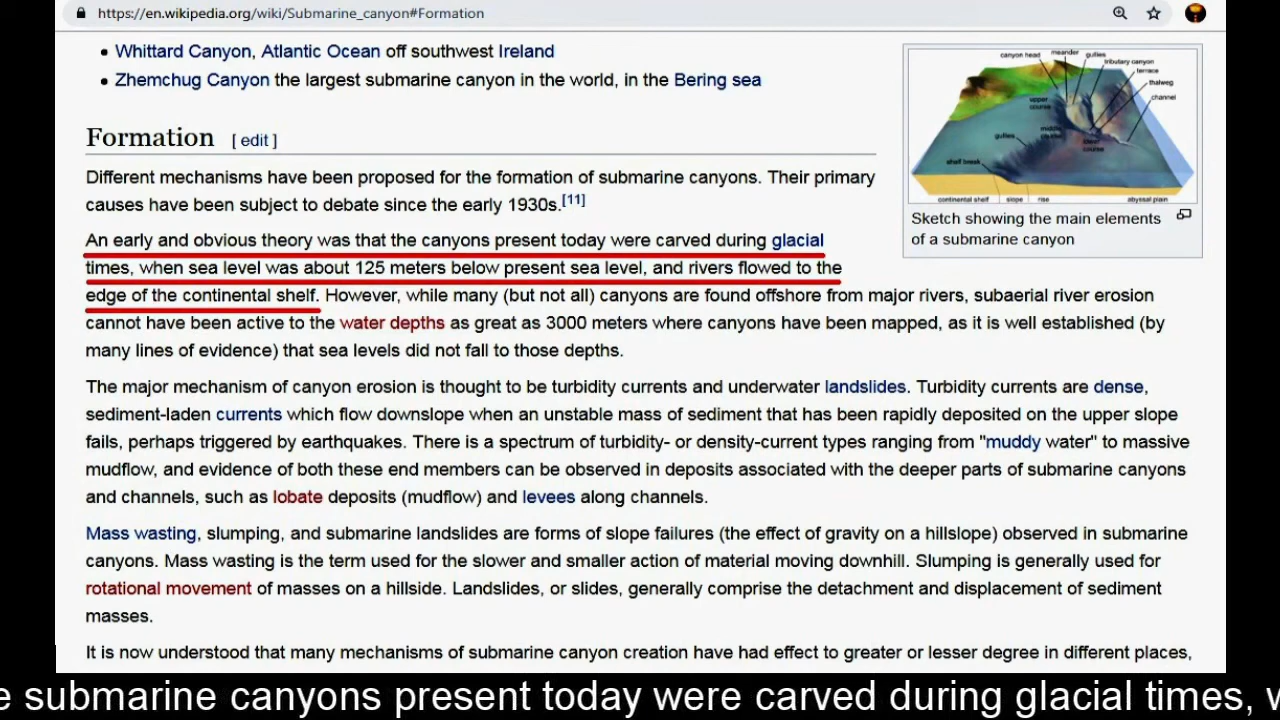 https://en.wikipedia.org/wiki/Submarine_canyon#Formation
• Whittard Canyon, Atlantic Ocean off southwest Ireland
• Zhemchug Canyon the largest submarine canyon in the world, in the Bering sea
Formation [ edit ]
Different mechanisms have been proposed for the formation of submarine canyons. Their primary
causes have been subject to debate since the early 1930s.[11]
An early and obvious theory was that the canyons present today were carved during glacial
times, when sea level was about 125 meters below present sea level, and rivers flowed to the
edge of the continental shelf. However, while many (but not all) canyons are found offshore from major rivers, subaerial river erosion
cannot have been active to the water depths as great as 3000 meters where canyons have been mapped, as it is well established (by
many lines of evidence) that sea levels did not fall to those depths.
The major mechanism of canyon erosion is thought to be turbidity currents and underwater landslides. Turbidity currents are dense,
sediment-laden currents which flow downslope when an unstable mass of sediment that has been rapidly deposited on the upper slope
fails, perhaps triggered by earthquakes. There is a spectrum of turbidity- or density-current types ranging from "muddy water" to massive
mudflow, and evidence of both these end members can be observed in deposits associated with the deeper parts of submarine canyons
and channels, such as lobate deposits (mudflow) and levees along channels.
Mass wasting, slumping, and submarine landslides are forms of slope failures (the effect of gravity on a hillslope) observed in submarine
canyons. Mass wasting is the term used for the slower and smaller action of material moving downhill. Slumping is generally used for
rotational movement of masses on a hillside. Landslides, or slides, generally comprise the detachment and displacement of sediment
masses.
It is now understood that many mechanisms of submarine canyon creation have had effect to greater or lesser degree in different places,
canyon head
meander
gullies
tributary canyon
terrace
thalweg
channel
upper
course
middle
gullies
course
shelf break
continental shelf
slope
rise
abyssal plain
Sketch showing the main elements
of a submarine canyon
e submarine canyons present today were carved during glacial times, w